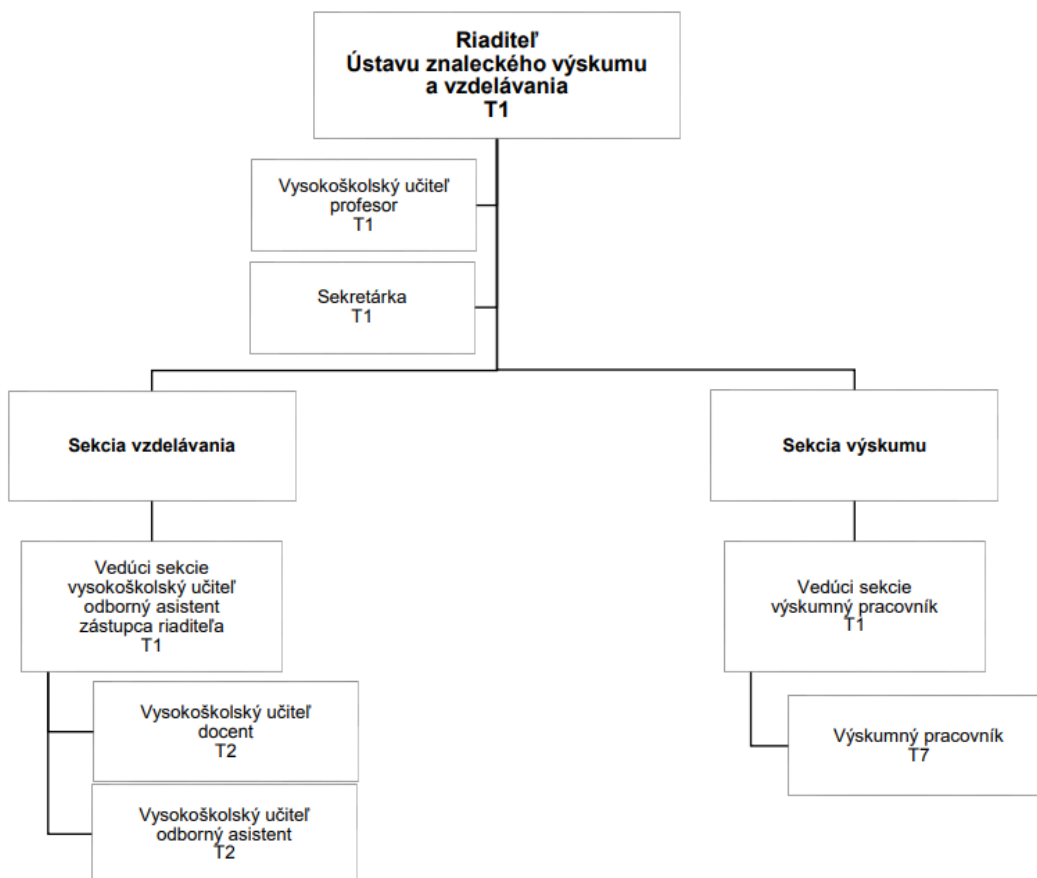 Riaditeľ
Ústavu znaleckého výskumu
a vzdelávania
T1
Vysokoškolský učiteľ
profesor
T1
Sekretárka
T1
Sekcia vzdelávania
Sekcia výskumu
Vedúci sekcie
vysokoškolský učiteľ
odborný asistent
zástupca riaditeľa
T1
Vedúci sekcie
výskumný pracovník
T1
Vysokoškolský učiteľ
docent
T2
Výskumný pracovník
T7
Vysokoškolský učiteľ
odborný asistent
T2